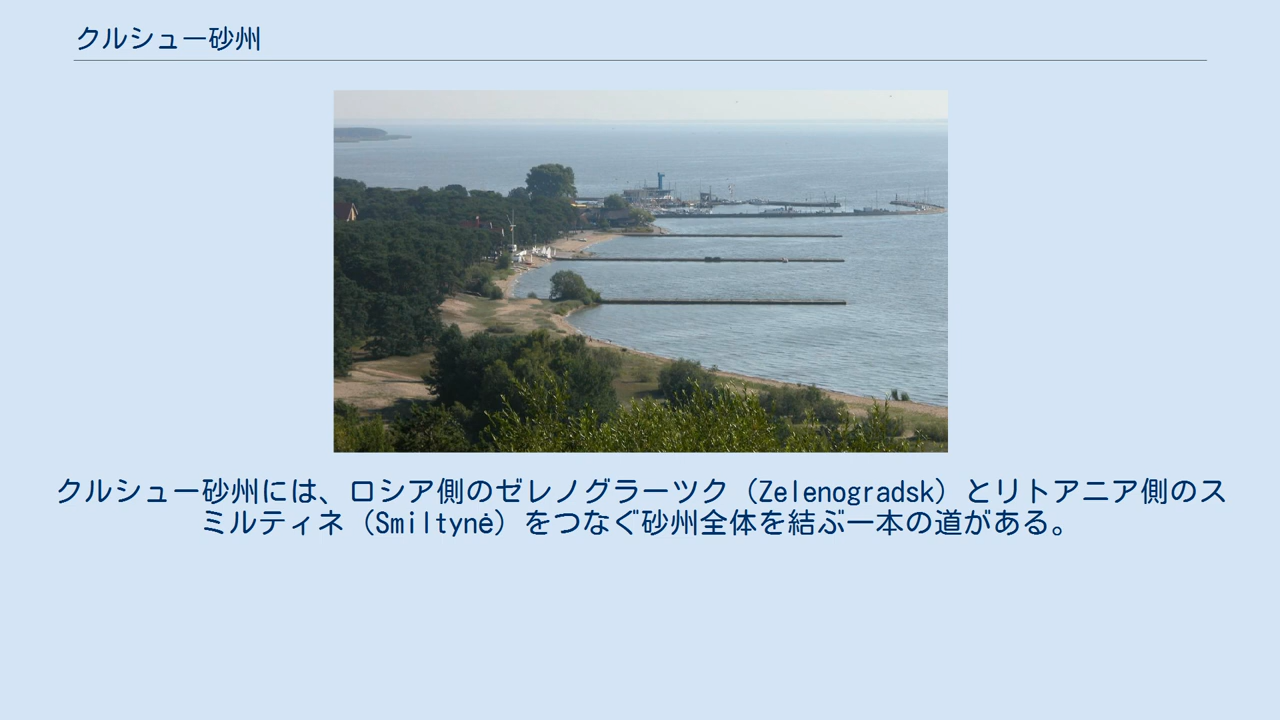 クルシュー砂州
クルシュー砂州には、ロシア側のゼレノグラーツク（Zelenogradsk）とリトアニア側のス
ミルティネ（Smiltynė）をつなぐ砂州全体を結ぶ一本の道がある。